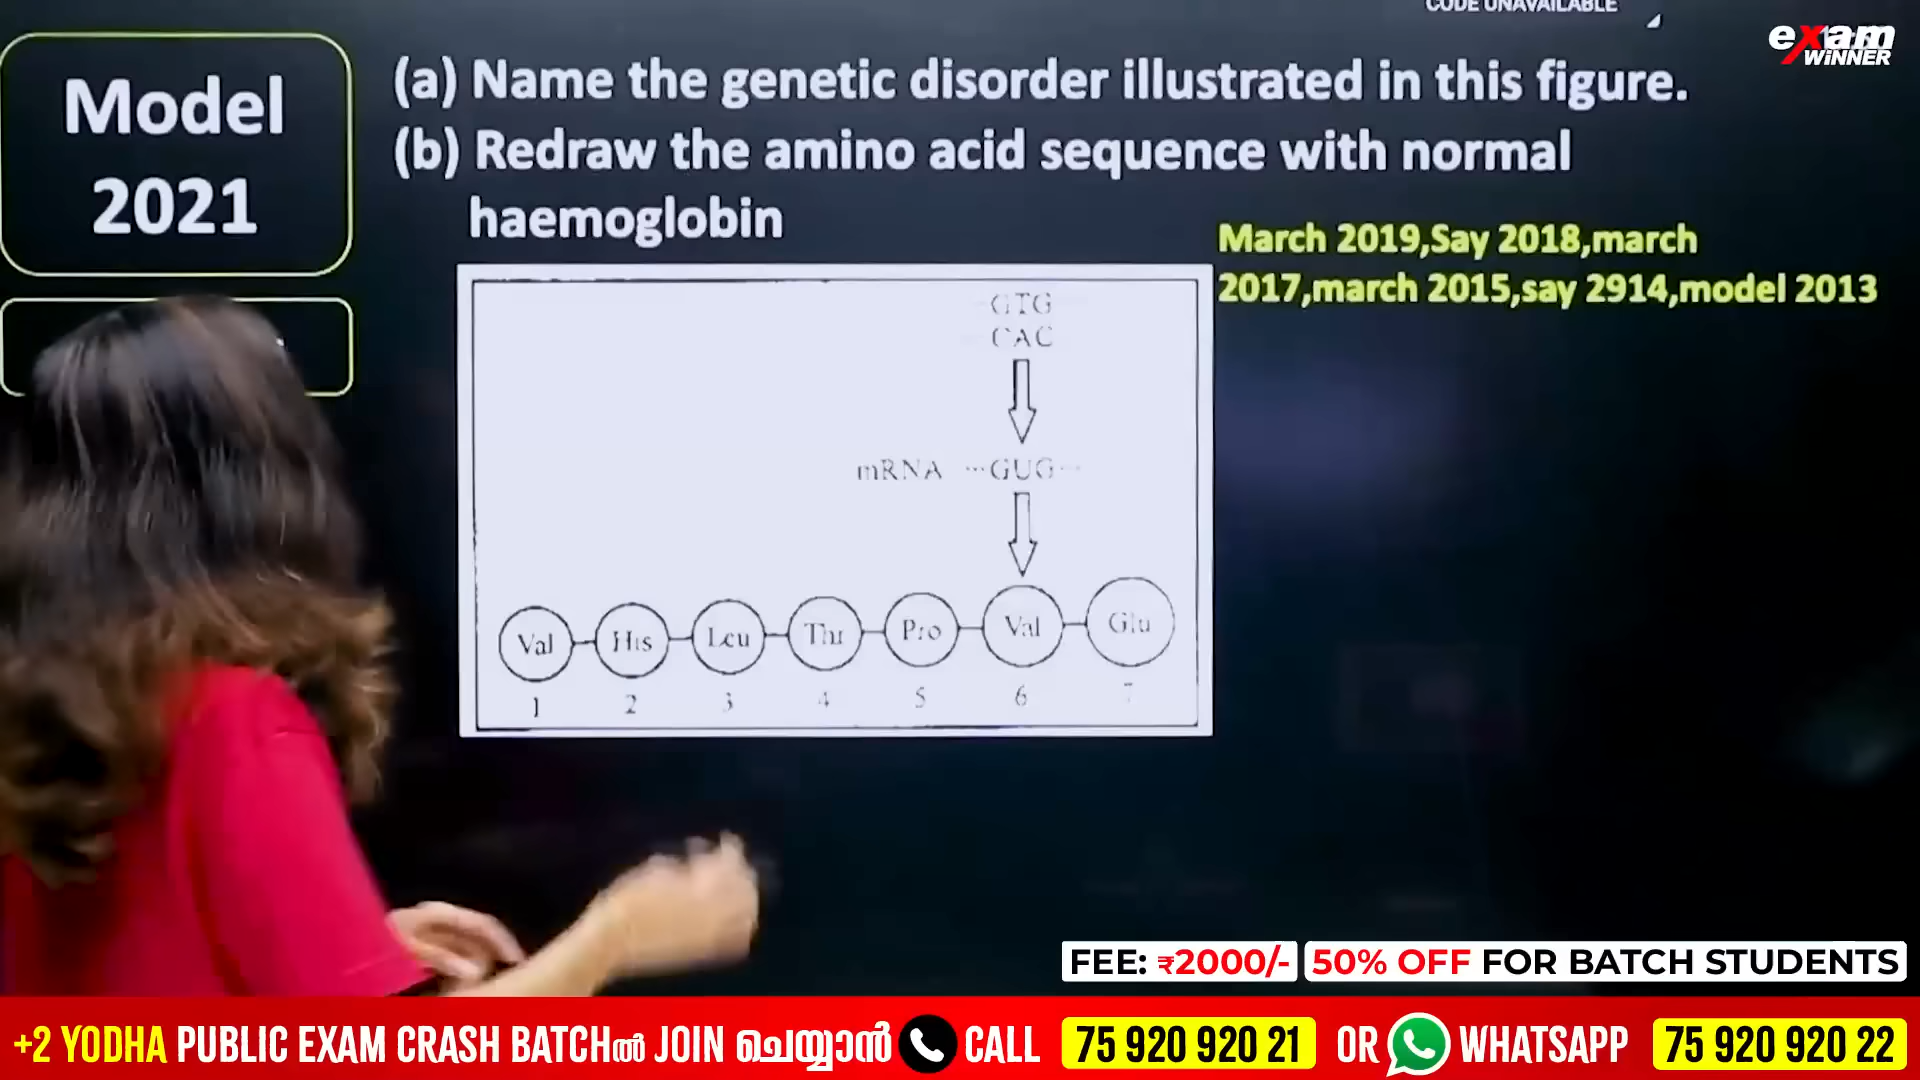 CODE UNAVAILABLE
exam
WiNNER
Model
2021
(a) Name the genetic disorder illustrated in this figure.
(b) Redraw the amino acid sequence with normal
haemoglobin
March 2019,Say 2018,march
2017,march 2015,say 2914,model 2013
GTG
CAC
mRNA ···GUG···
Val His Leu Thr Pro Val Glu
1 2 3 4 5 6 7
FEE: ₹2000/- 50% OFF FOR BATCH STUDENTS
+2 YODHA PUBLIC EXAM CRASH BATCHൽ JOIN ചെയ്യാൻ CALL 75 920 920 21 OR WHATSAPP 75 920 920 22